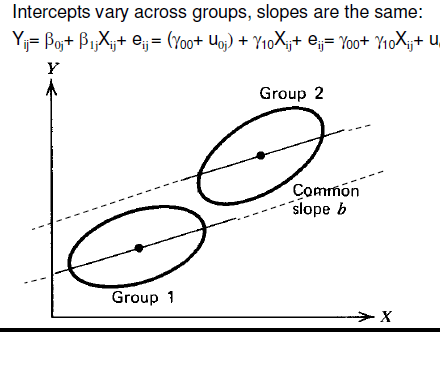 Intercepts vary across groups, slopes are the same:
Yij= β0j+ β1jXij+ eij= (γ00+ u0j) + γ10Xij+ eij= γ00+ γ10Xij+ u
Y
Group 2
Common
slope b
Group 1
X